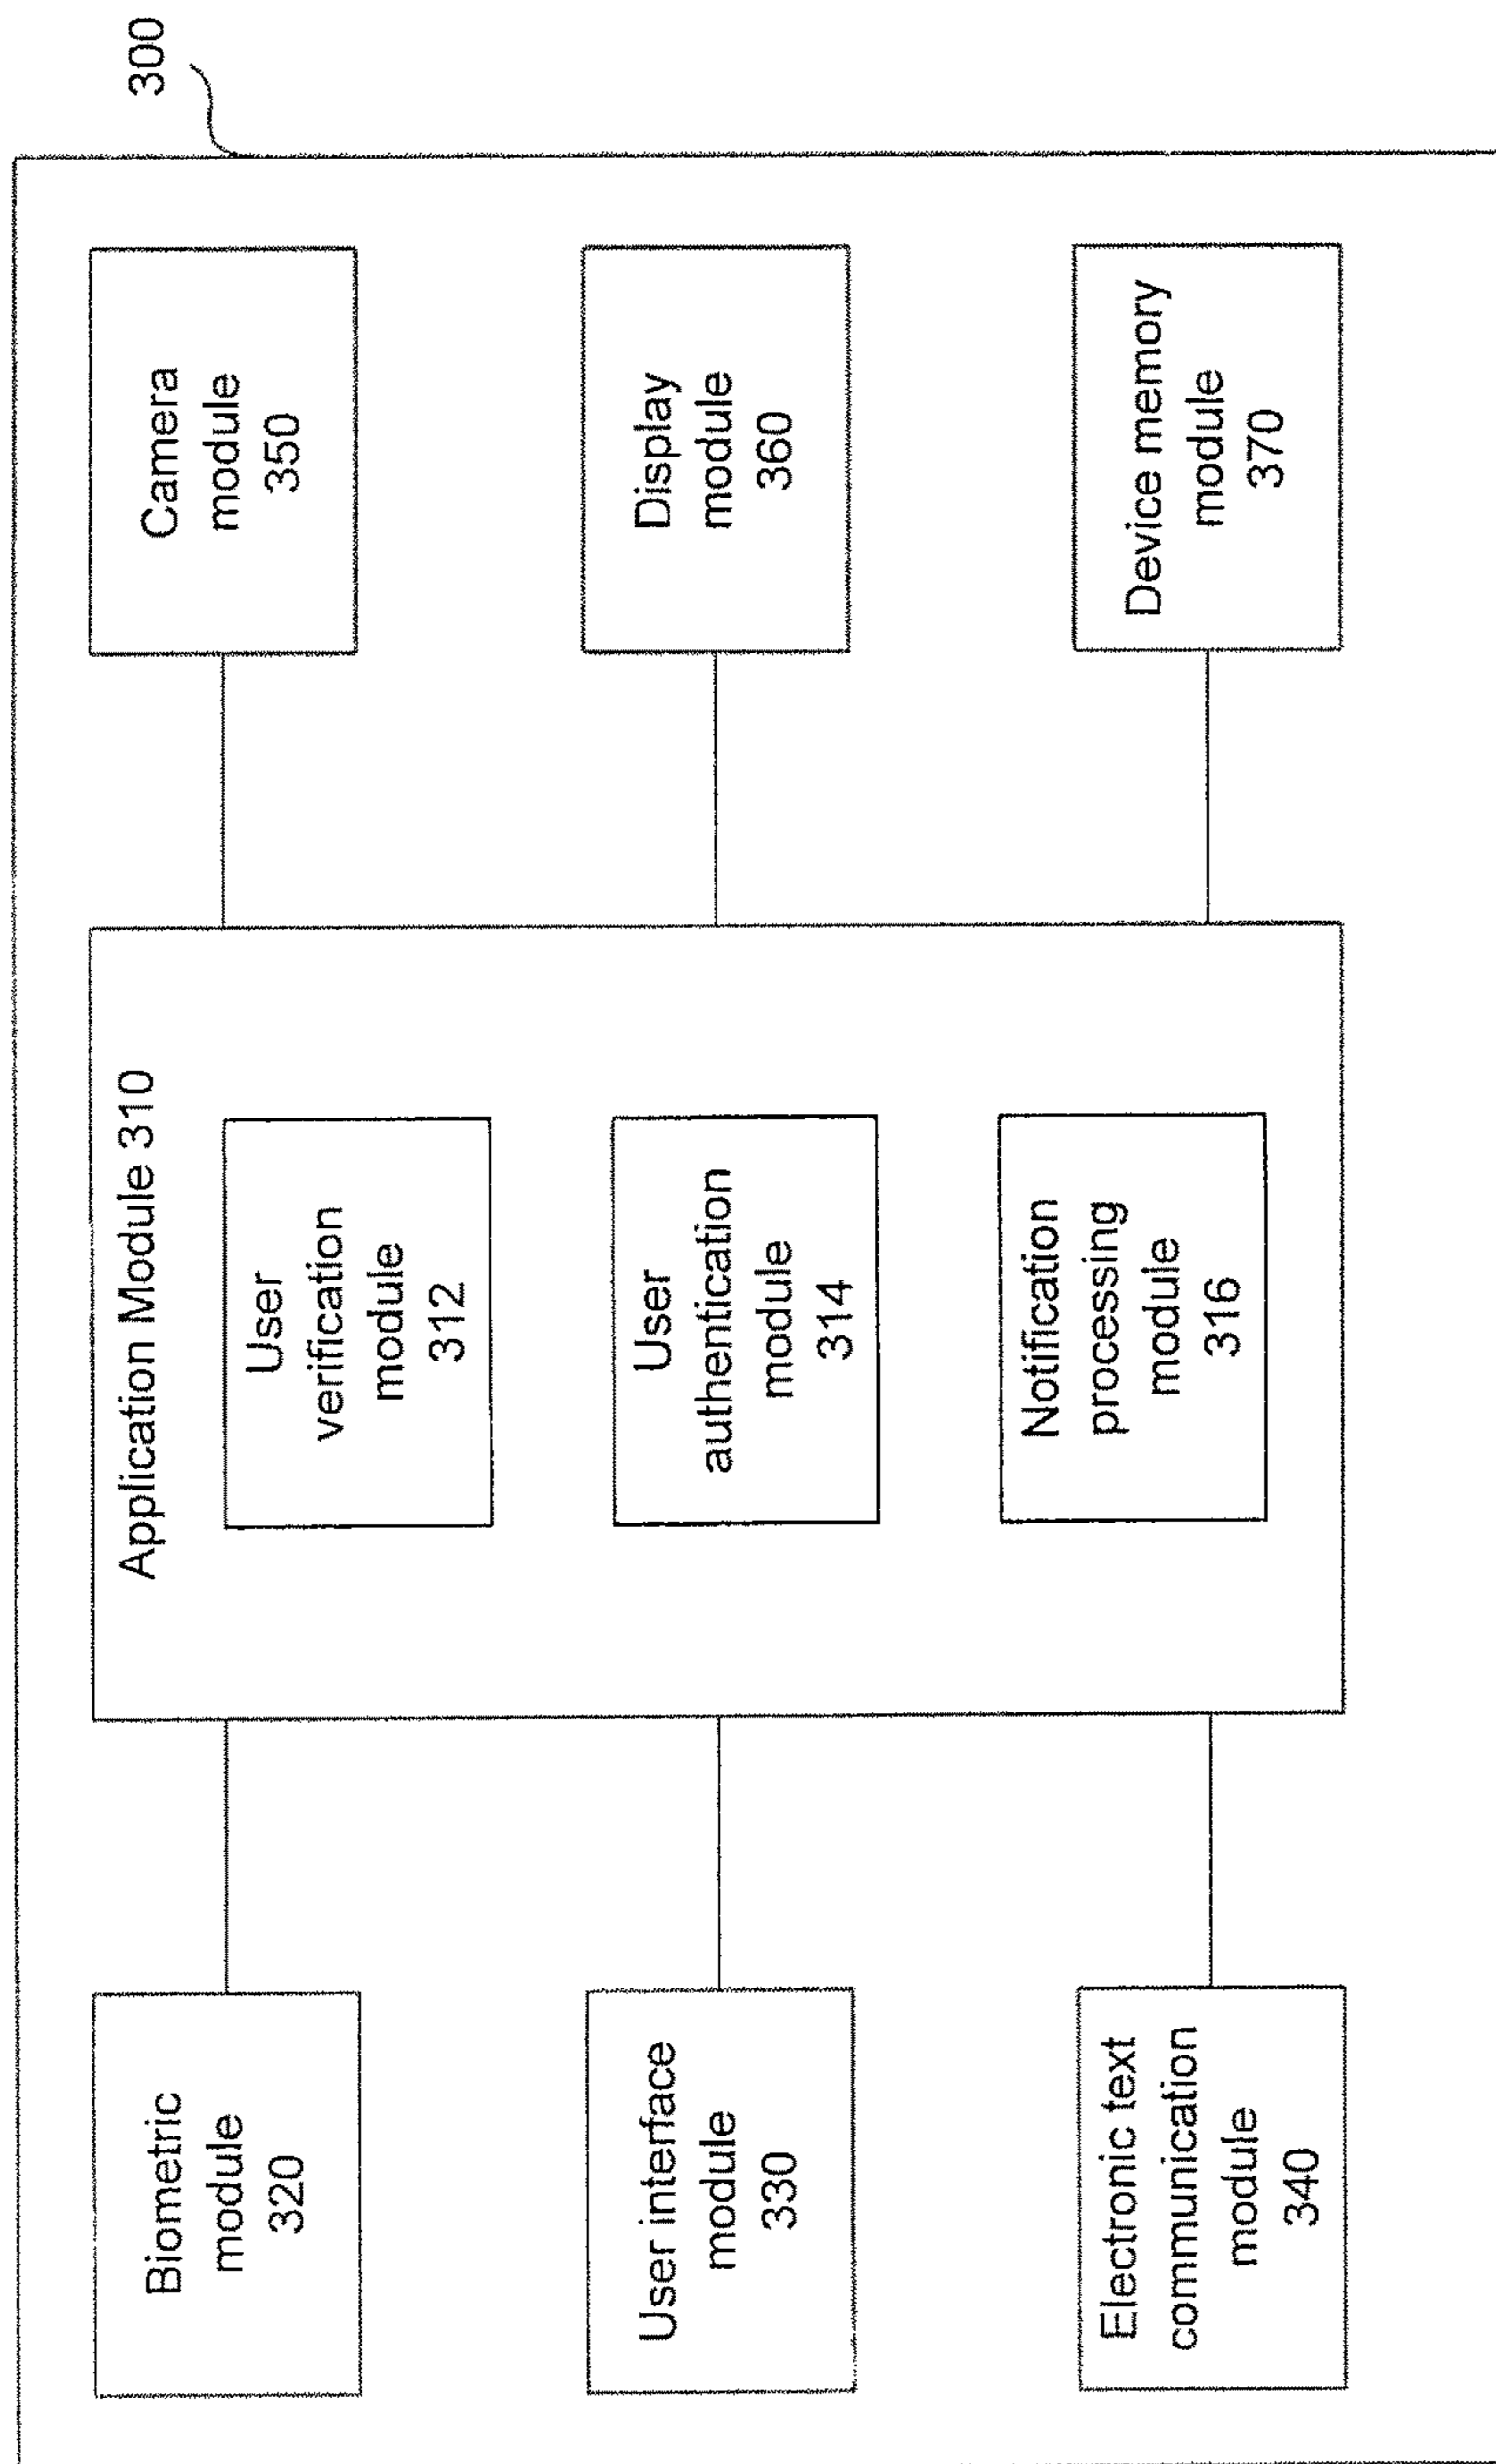 300
Biometric
module
320
User interface
module
330
Electronic text
communication
module
340
Application Module 310
User
verification
module
312
User
authentication
module
314
Notification
processing
module
316
Camera
module
350
Display
module
360
Device memory
module
370